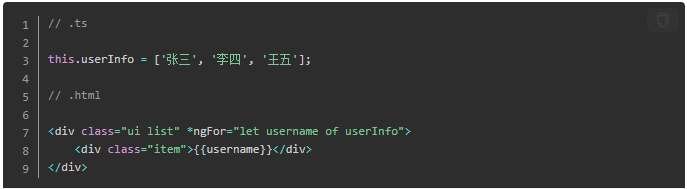 1 // .ts
2
3 this.userInfo = ['张三', '李四', '王五'];
4
5 // .html
6
7 <div class="ui list" *ngFor="let username of userInfo">
8     <div class="item">{{username}}</div>
9 </div>